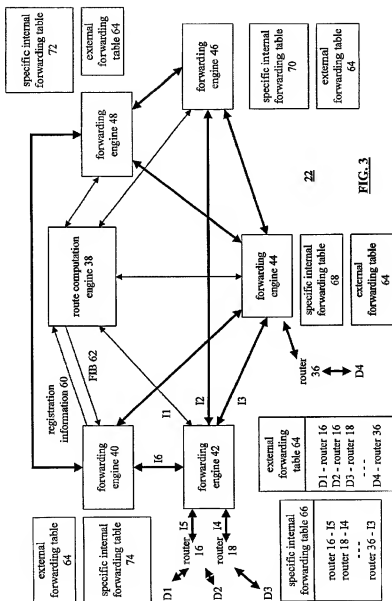 specific internal
forwarding table
72
external
forwarding
table 64
forwarding
engine 46
forwarding
engine 48
specific internal
forwarding table
70
external
forwarding
table 64
route computation
engine 38
22
FIG. 3
registration
information 60
FIB 62
forwarding
engine 44
specific internal
forwarding table
68
external
forwarding
table 64
I1
I2
I3
router
36
D4
forwarding
engine 40
I6
forwarding
engine 42
external
forwarding table
64
specific internal
forwarding table
74
I5
router
16
I4
router
18
D1
D2
D3
specific internal
forwarding table 66
router 16 - I5
router 18 - I4
- - -
router 36 - I3
external
forwarding
table 64
D1 - router 16
D2 - router 16
D3 - router 18
- - -
D4 - router 36